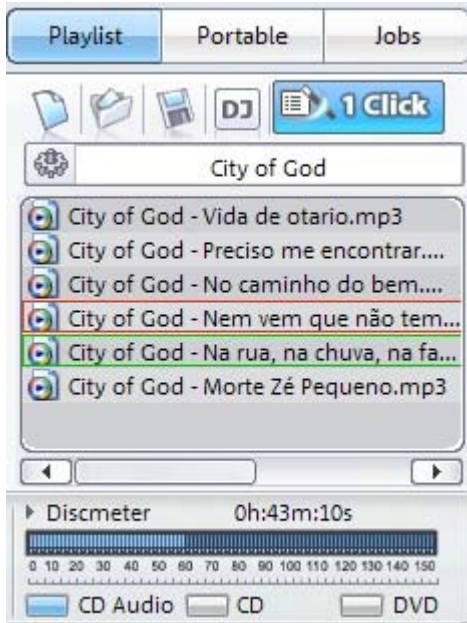 Playlist Portable Jobs
DJ 1 Click
City of God
City of God - Vida de otario.mp3
City of God - Preciso me encontrar....
City of God - No caminho do bem....
City of God - Nem vem que não tem...
City of God - Na rua, na chuva, na fa...
City of God - Morte Zé Pequeno.mp3
Discmeter 0h:43m:10s
0 10 20 30 40 50 60 70 80 90 100 110 120 130 140 150
CD Audio CD DVD